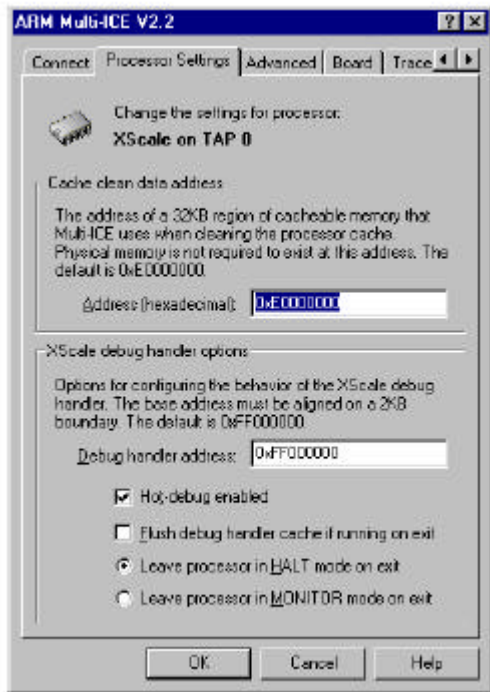 ARM Multi-ICE V2.2
Connect
Processor Settings
Advanced
Board
Trace
Change the settings for processor:
XScale on TAP 0
Cache clean data address
The address of a 32KB region of cacheable memory that
Multi-ICE uses when cleaning the processor cache.
Physical memory is not required to exist at this address. The
default is 0xE0000000.
Address (hexadecimal): 0xE0000000
XScale debug handler options
Options for configuring the behavior of the XScale debug
handler. The base address must be aligned on a 2KB
boundary. The default is 0xFF000000.
Debug handler address: 0xFF000000
Hot-debug enabled
Flush debug handler cache if running on exit
Leave processor in HALT mode on exit
Leave processor in MONITOR mode on exit
OK
Cancel
Help